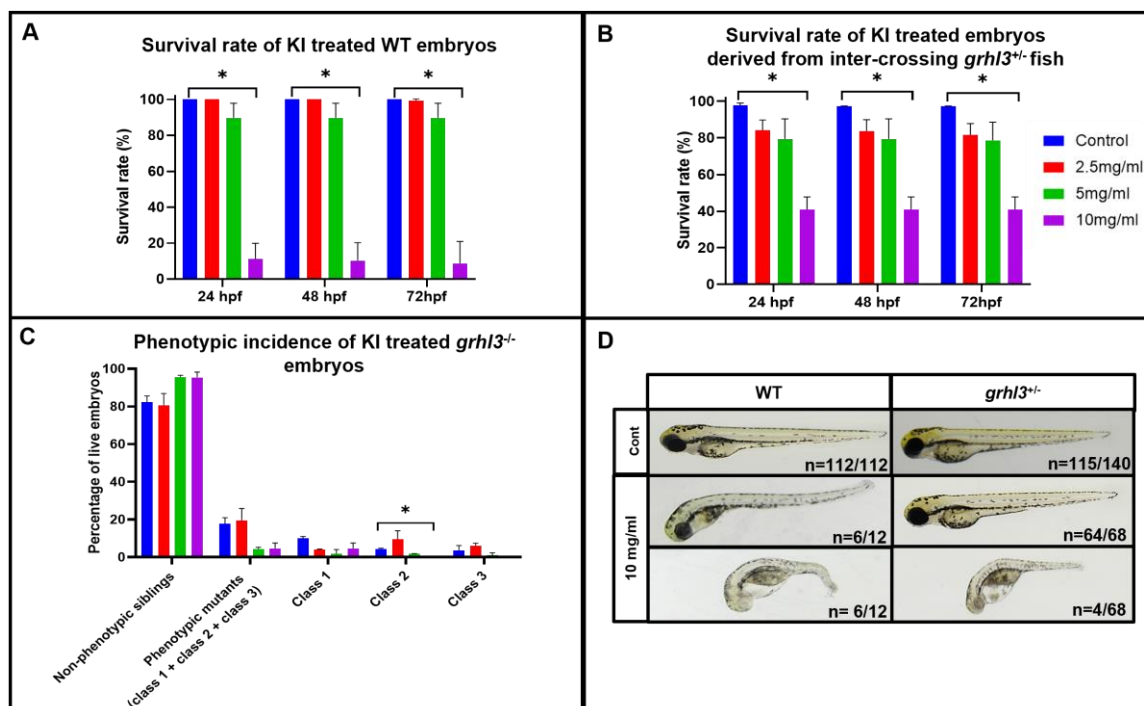 A
Survival rate of KI treated WT embryos
*
*
*
Survival rate (%)
100
80
60
40
20
0
24 hpf
48 hpf
72hpf
B
Survival rate of KI treated embryos
derived from inter-crossing grhl3+/- fish
*
*
*
Survival rate (%)
100
80
60
40
20
0
24 hpf
48 hpf
72hpf
Control
2.5mg/ml
5mg/ml
10mg/ml
C
Phenotypic incidence of KI treated grhl3-/-
embryos
Percentage of live embryos
100
80
60
40
20
0
*
Non-phenotypic siblings
Phenotypic mutants
(class 1 + class 2 + class 3)
Class 1
Class 2
Class 3
D
WT
grhl3+/-
Cont
n=112/112
n=115/140
10 mg/ml
n=6/12
n=64/68
n= 6/12
n=4/68